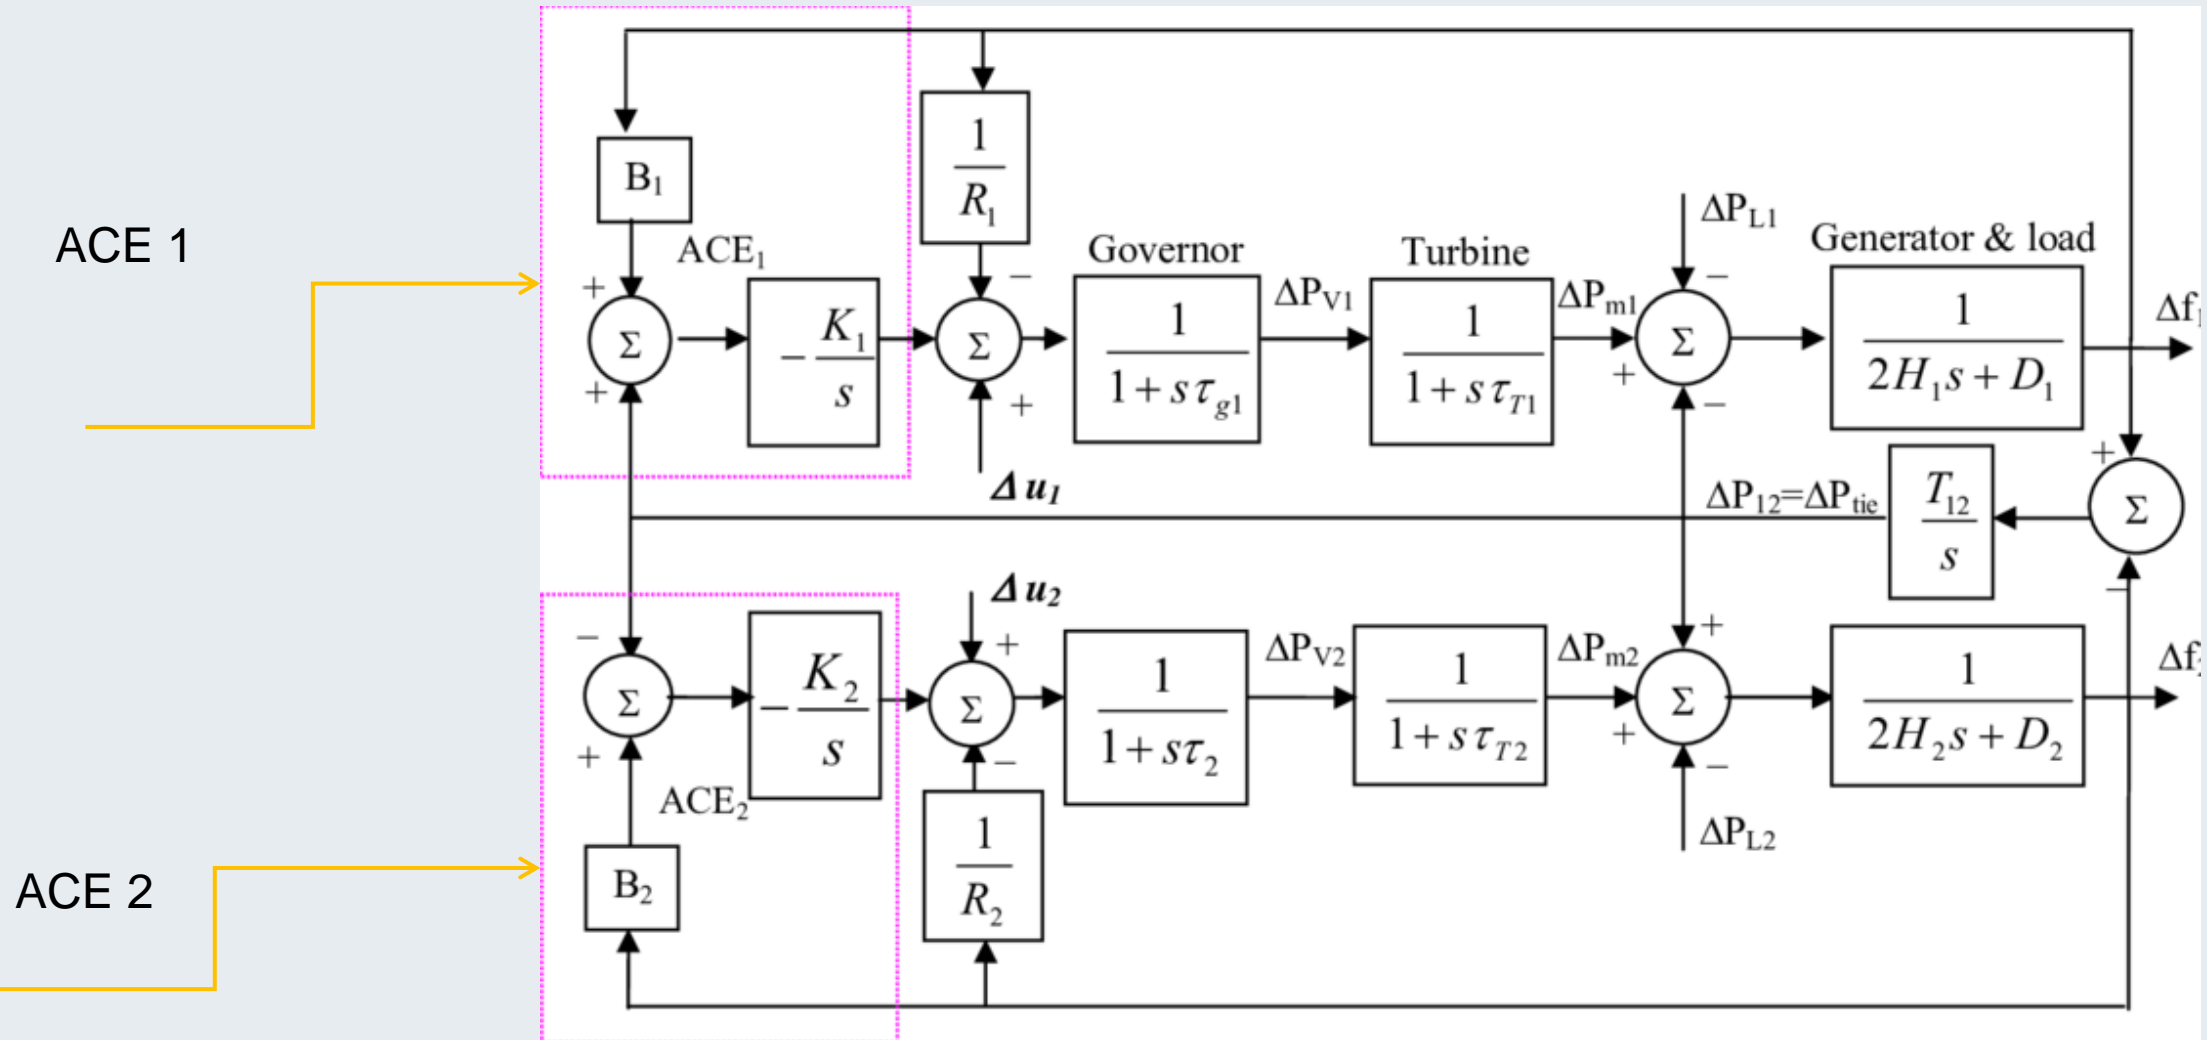 ACE 1
ACE 2
B₁
1
R₁
ACE₁
+
Σ
+
− K₁
s
−
Σ
+
Δu₁
Governor
1
1 + sτg1
ΔPV1
Turbine
1
1 + sτT1
ΔPm1
ΔPL1
−
Σ
+
−
Generator & load
1
2H₁s + D₁
Δf₁
+
Σ
−
T₁₂
s
ΔP12=ΔPtie
−
Σ
+
− K₂
s
ACE₂
B₂
Δu₂
+
Σ
−
1
R₂
1
1 + sτ₂
ΔPV2
1
1 + sτT2
ΔPm2
+
Σ
+
−
ΔPL2
1
2H₂s + D₂
Δf